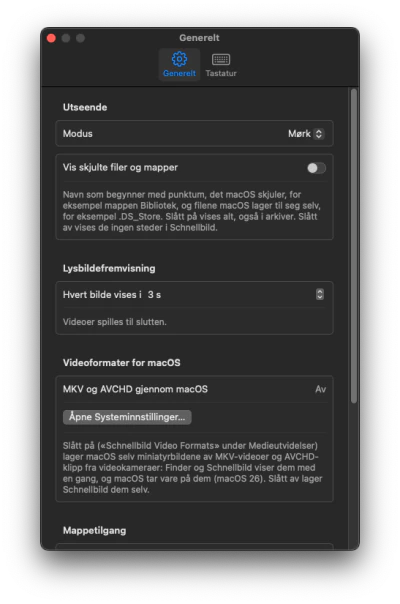 Generelt
Generelt
Tastatur
Utseende
Modus
Mørk
Vis skjulte filer og mapper
Navn som begynner med punktum, det macOS skjuler, for
eksempel mappen Bibliotek, og filene macOS lager til seg selv,
for eksempel .DS_Store. Slått på vises alt, også i arkiver. Slått
av vises de ingen steder i Schnellbild.
Lysbildefremvisning
Hvert bilde vises i 3 s
Videoer spilles til slutten.
Videoformater for macOS
MKV og AVCHD gjennom macOS
Av
Åpne Systeminnstillinger...
Slått på («Schnellbild Video Formats» under Medieutvidelser)
lager macOS selv miniatyrbildene av MKV-videoer og AVCHD-
klipp fra videokameraer: Finder og Schnellbild viser dem med
en gang, og macOS tar vare på dem (macOS 26). Slått av lager
Schnellbild dem selv.
Mappetilgang